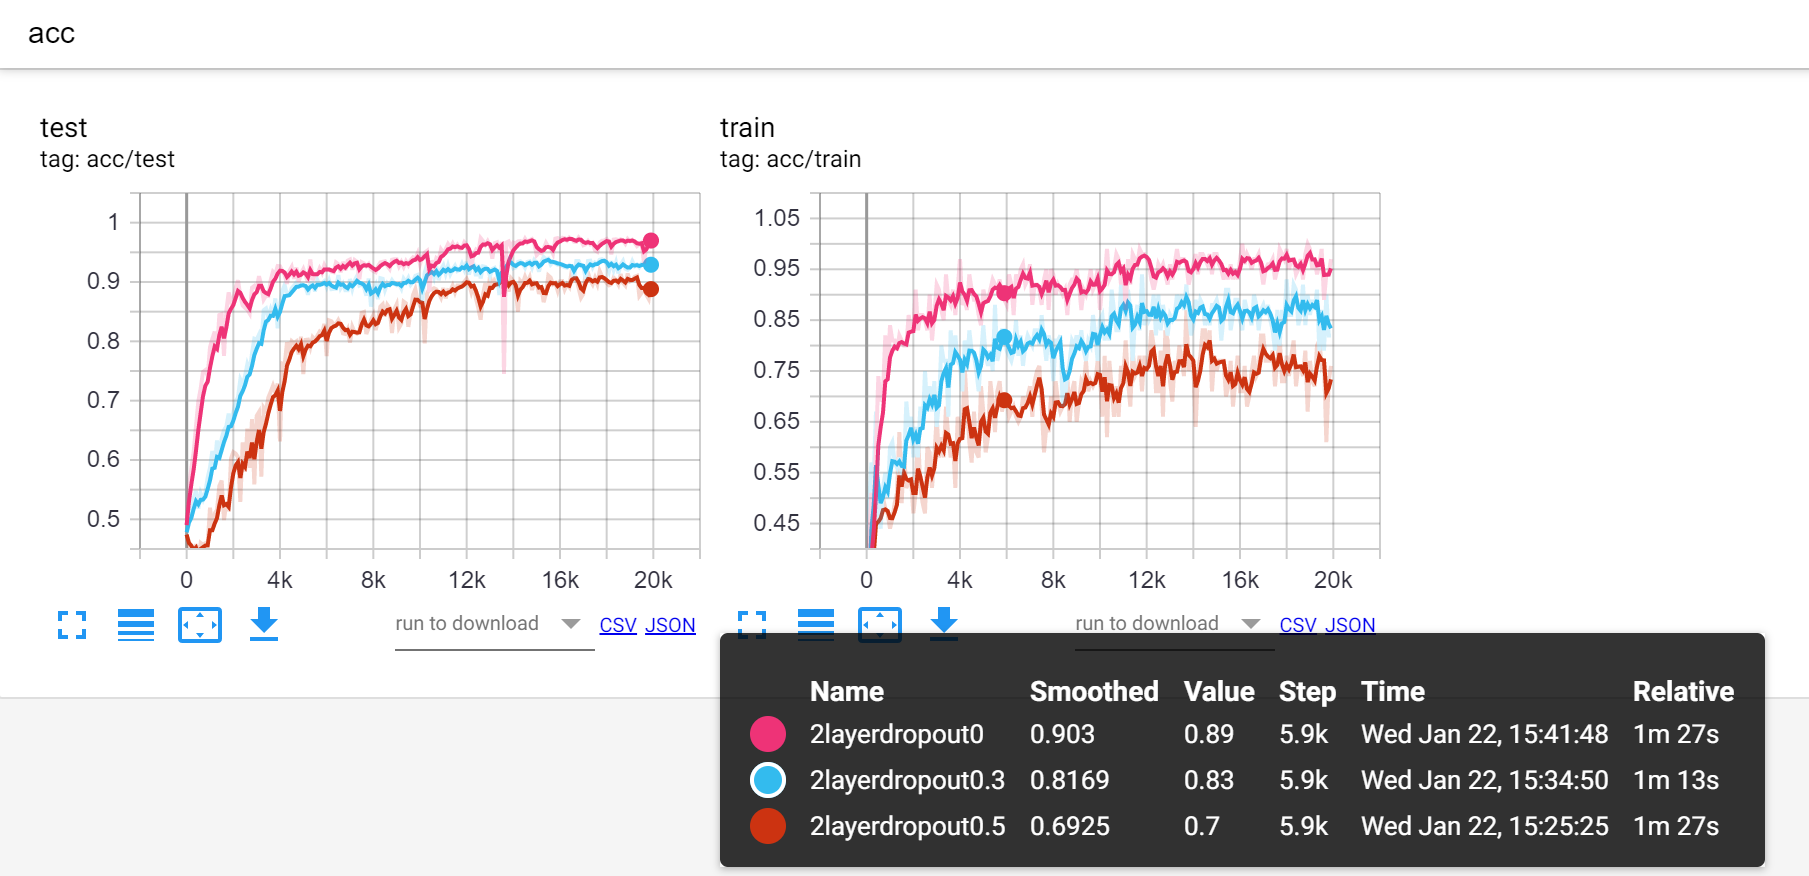 acc
test
tag: acc/test
1
0.9
0.8
0.7
0.6
0.5
0 4k 8k 12k 16k 20k
run to download CSV JSON
train
tag: acc/train
1.05
0.95
0.85
0.75
0.65
0.55
0.45
0 4k 8k 12k 16k 20k
run to download CSV JSON
Name Smoothed Value Step Time Relative
2layerdropout0 0.903 0.89 5.9k Wed Jan 22, 15:41:48 1m 27s
2layerdropout0.3 0.8169 0.83 5.9k Wed Jan 22, 15:34:50 1m 13s
2layerdropout0.5 0.6925 0.7 5.9k Wed Jan 22, 15:25:25 1m 27s